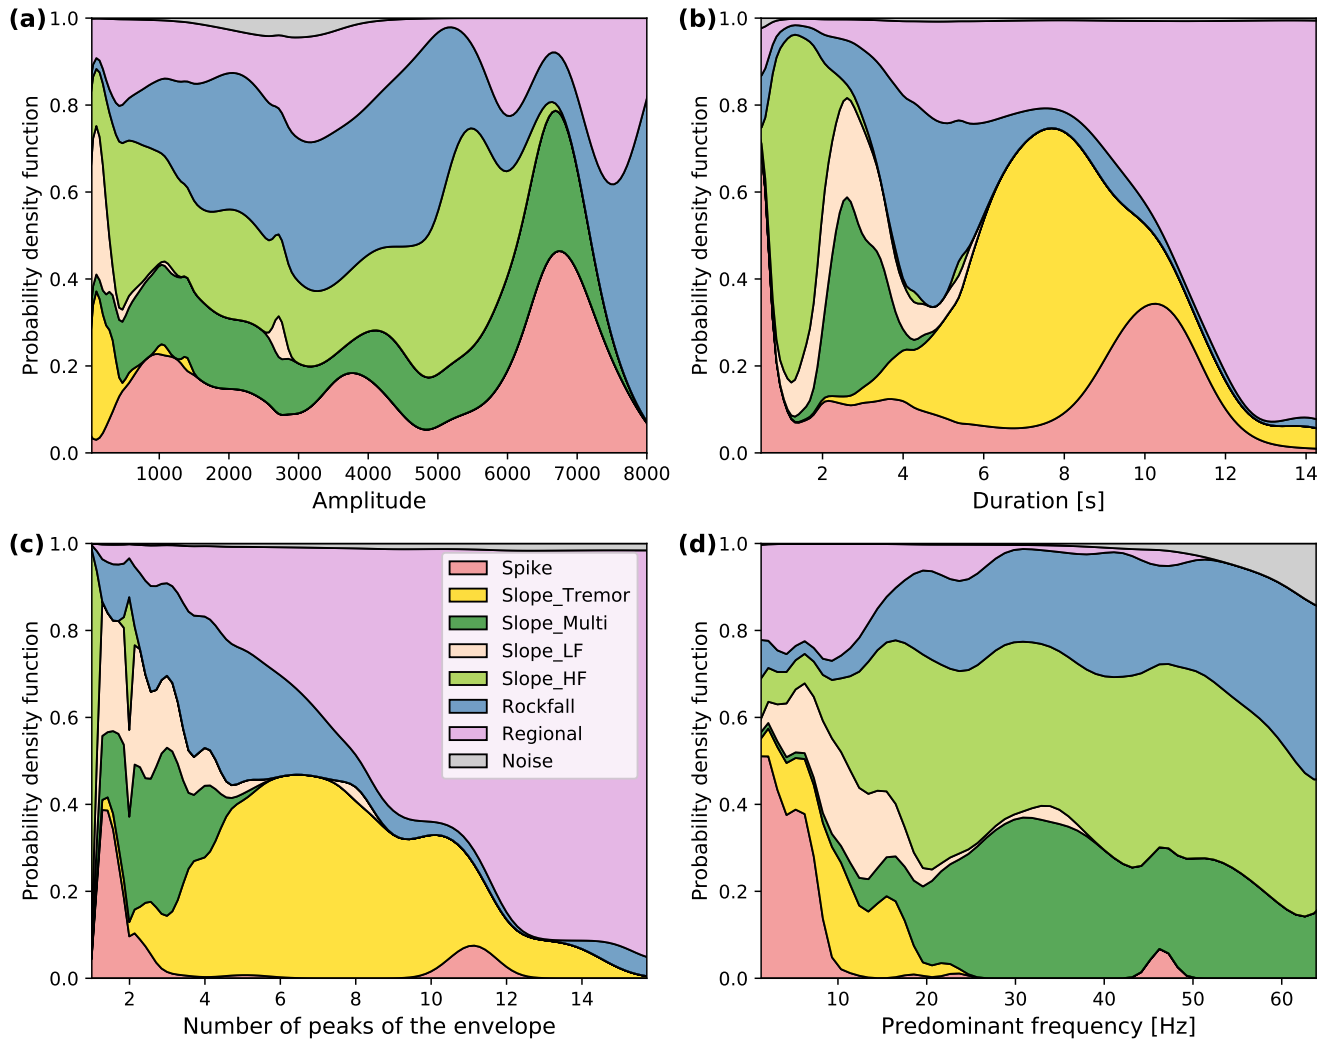 (a)
Probability density function
1.0
0.8
0.6
0.4
0.2
0.0
1000 2000 3000 4000 5000 6000 7000 8000
Amplitude
(b)
Probability density function
1.0
0.8
0.6
0.4
0.2
0.0
2 4 6 8 10 12 14
Duration [s]
(c)
Probability density function
1.0
0.8
0.6
0.4
0.2
0.0
2 4 6 8 10 12 14
Number of peaks of the envelope
Spike
Slope_Tremor
Slope_Multi
Slope_LF
Slope_HF
Rockfall
Regional
Noise
(d)
Probability density function
1.0
0.8
0.6
0.4
0.2
0.0
10 20 30 40 50 60
Predominant frequency [Hz]